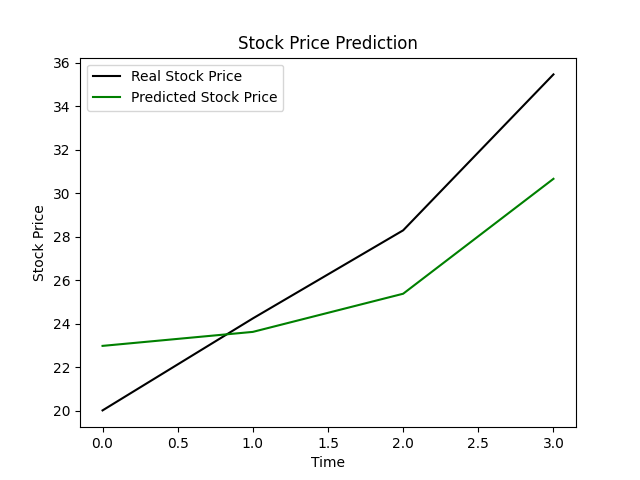 Stock Price Prediction
Real Stock Price
Predicted Stock Price
Stock Price
36
34
32
30
28
26
24
22
20
0.0 0.5 1.0 1.5 2.0 2.5 3.0
Time